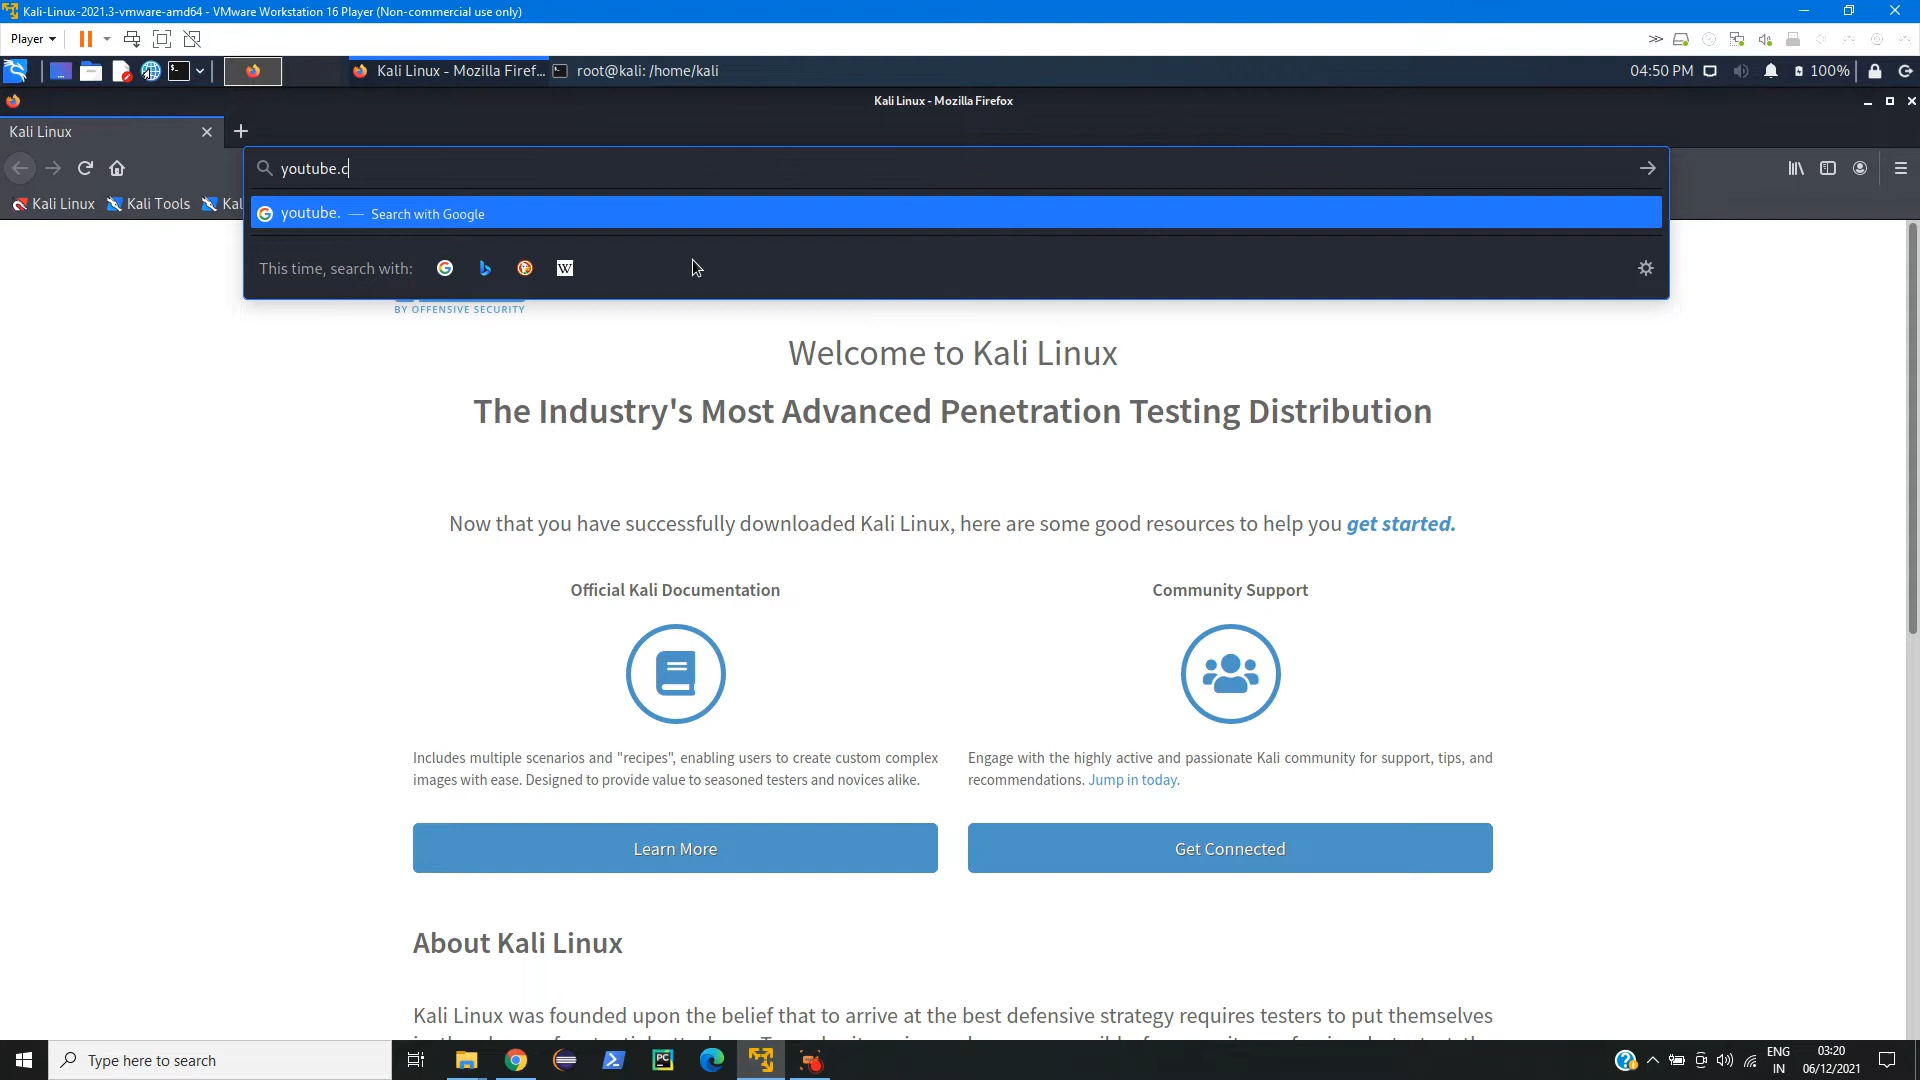 Kali-Linux-2021.3-vmware-amd64 - VMware Workstation 16 Player (Non-commercial use only)
Player
Kali Linux - Mozilla Firef...
root@kali: /home/kali
04:50 PM
100%
Kali Linux - Mozilla Firefox
Kali Linux
youtube.c
Kali Linux
Kali Tools
Kal
youtube. — Search with Google
This time, search with:
BY OFFENSIVE SECURITY
Welcome to Kali Linux
The Industry's Most Advanced Penetration Testing Distribution
Now that you have successfully downloaded Kali Linux, here are some good resources to help you get started.
Official Kali Documentation
Includes multiple scenarios and "recipes", enabling users to create custom complex
images with ease. Designed to provide value to seasoned testers and novices alike.
Learn More
Community Support
Engage with the highly active and passionate Kali community for support, tips, and
recommendations. Jump in today.
Get Connected
About Kali Linux
Kali Linux was founded upon the belief that to arrive at the best defensive strategy requires testers to put themselves
Type here to search
ENG
IN
03:20
06/12/2021